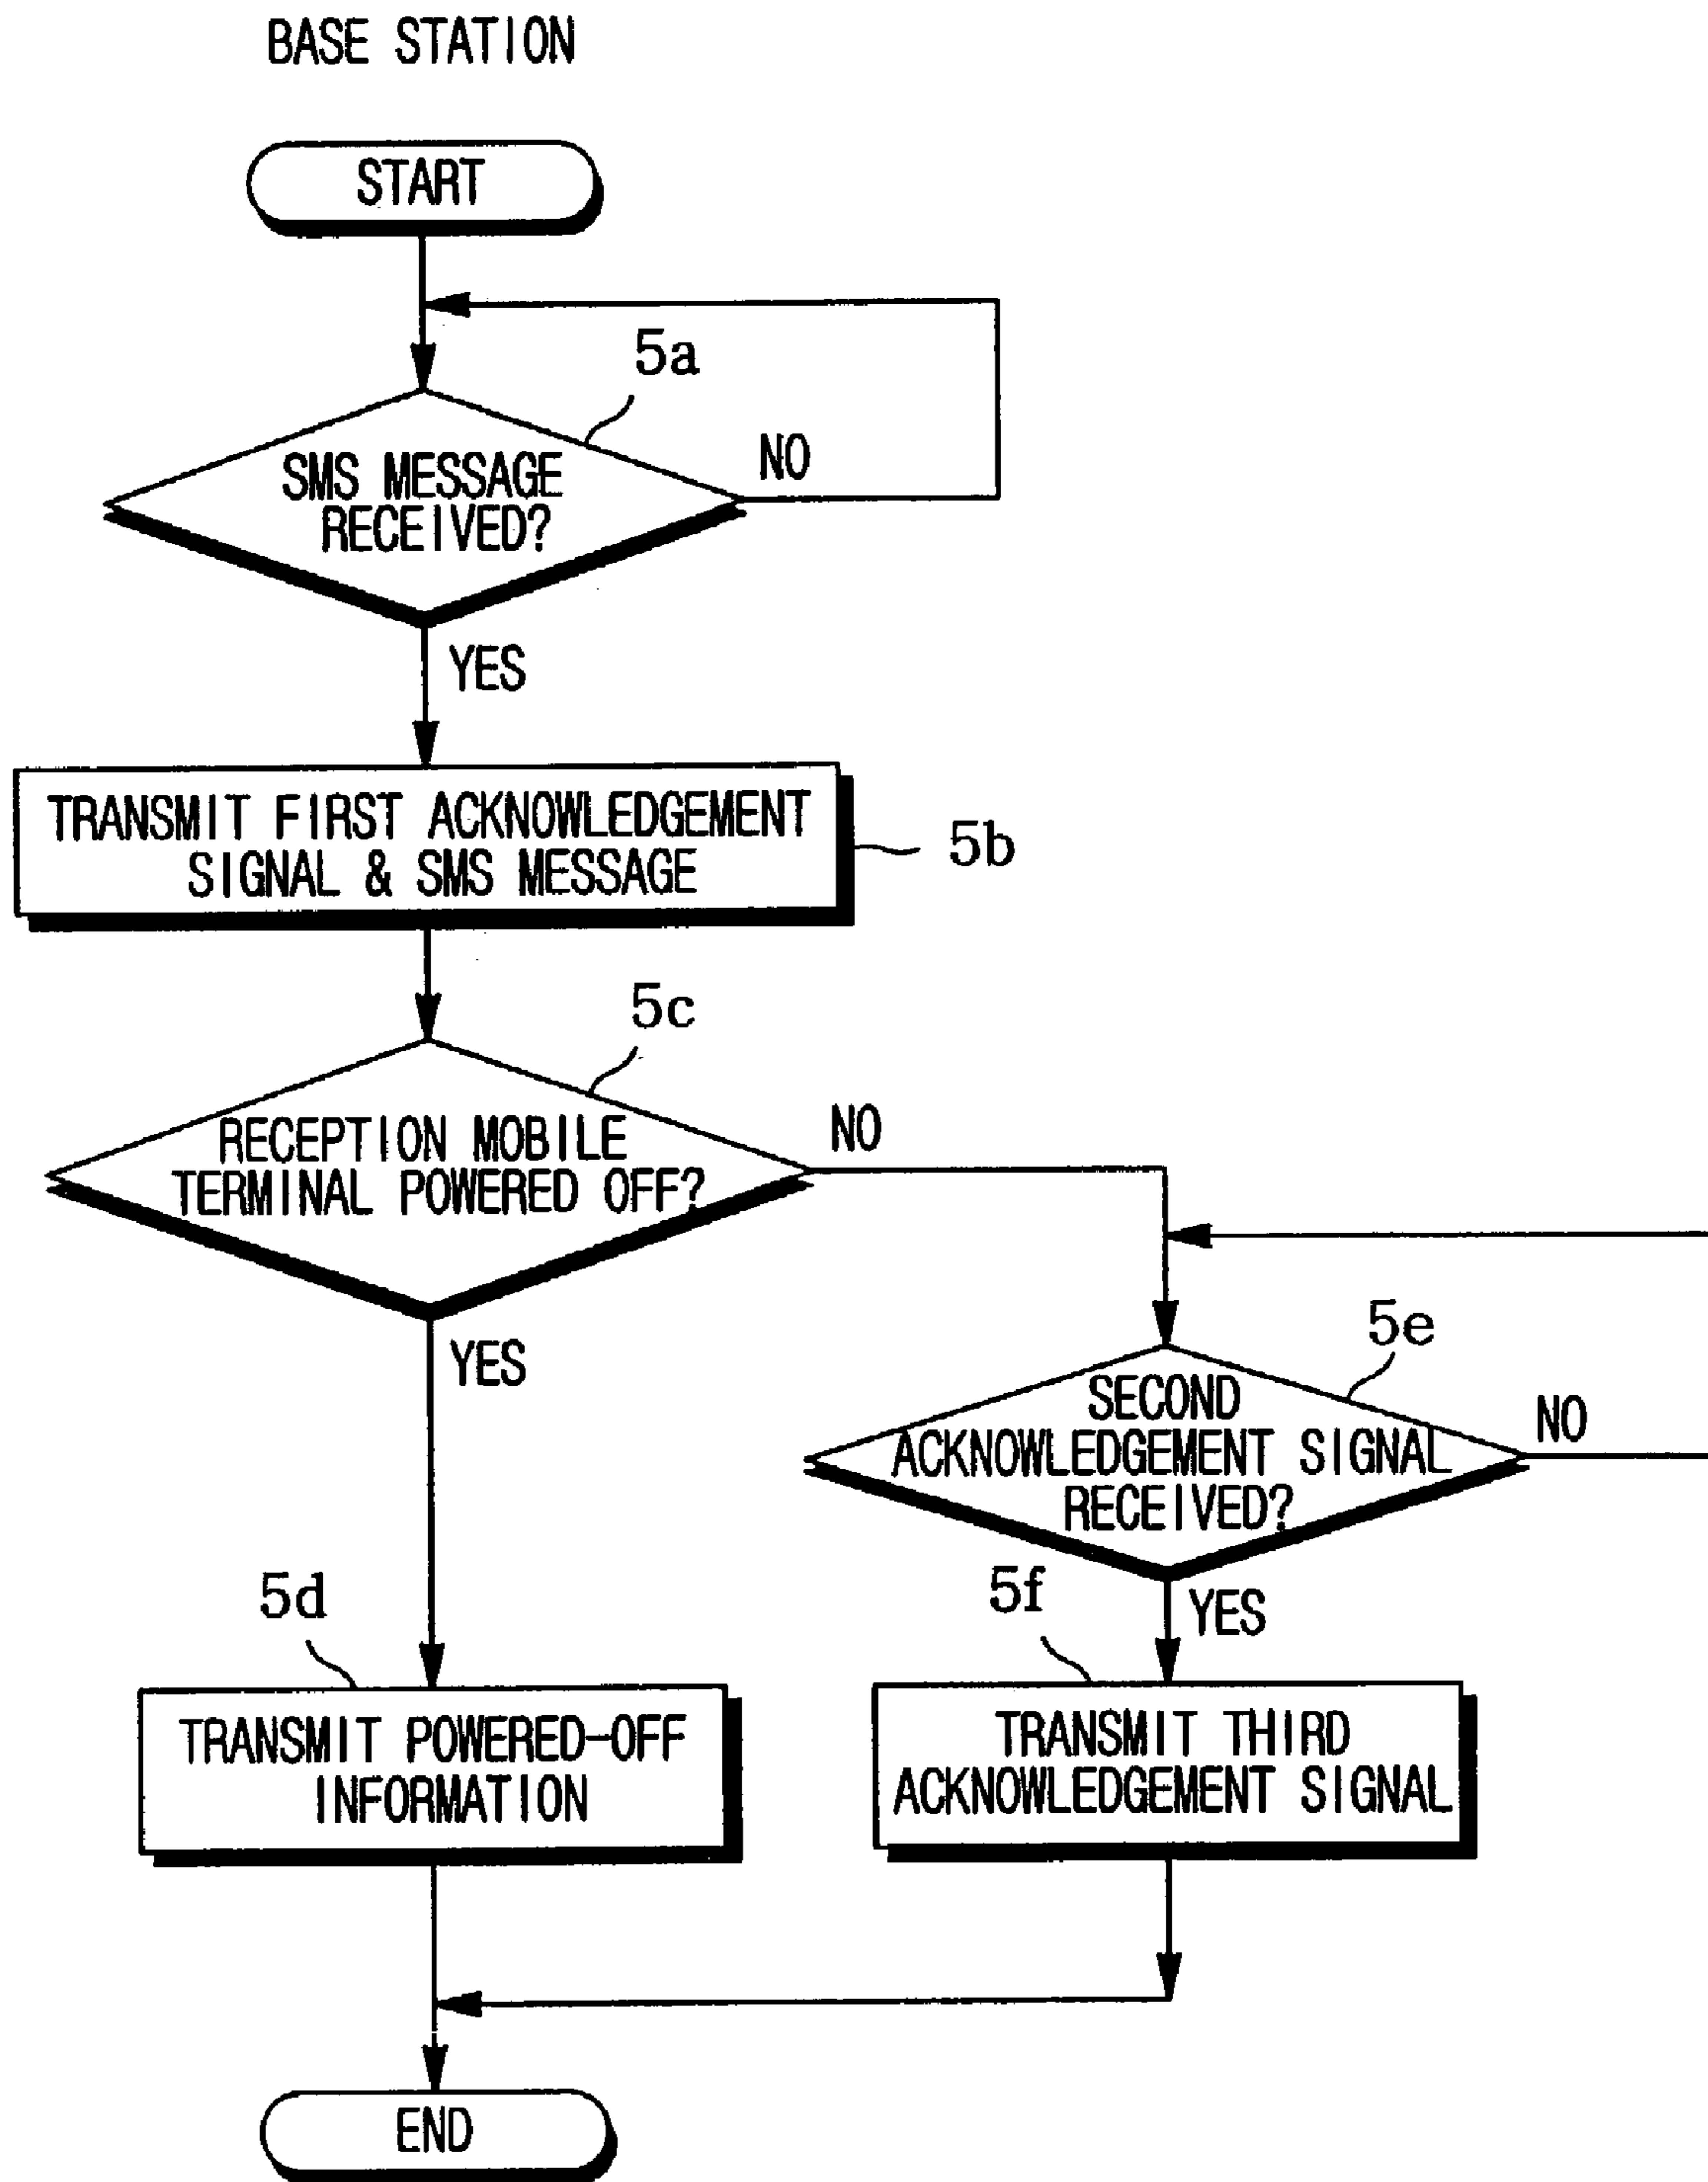 BASE STATION
START
5a
SMS MESSAGE
RECEIVED?
NO
YES
TRANSMIT FIRST ACKNOWLEDGEMENT
SIGNAL & SMS MESSAGE
5b
5c
RECEPTION MOBILE
TERMINAL POWERED OFF?
NO
YES
5e
SECOND
ACKNOWLEDGEMENT SIGNAL
RECEIVED?
NO
YES
5d
TRANSMIT POWERED-OFF
INFORMATION
5f
TRANSMIT THIRD
ACKNOWLEDGEMENT SIGNAL
END